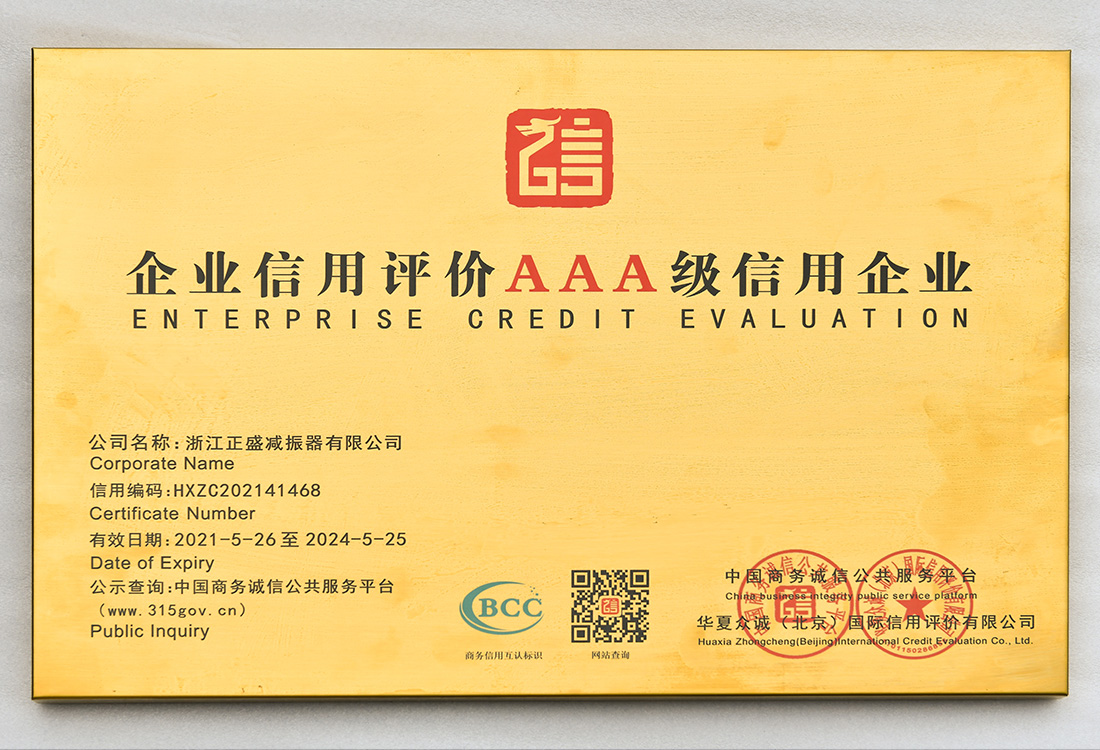 信
企业信用评价AAA级信用企业
ENTERPRISE CREDIT EVALUATION
公司名称:浙江正盛减振器有限公司
Corporate Name
信用编码:HXZC202141468
Certificate Number
有效日期:2021-5-26至2024-5-25
Date of Expiry
公示查询:中国商务诚信公共服务平台
(www.315gov.cn)
Public Inquiry
BCC
商务信用互认标识
网站查询
中国商务诚信公共服务平台
China business integrity public service platform
华夏众诚(北京)国际信用评价有限公司
Huaxia Zhongcheng(Beijing)International Credit Evaluation Co., Ltd.